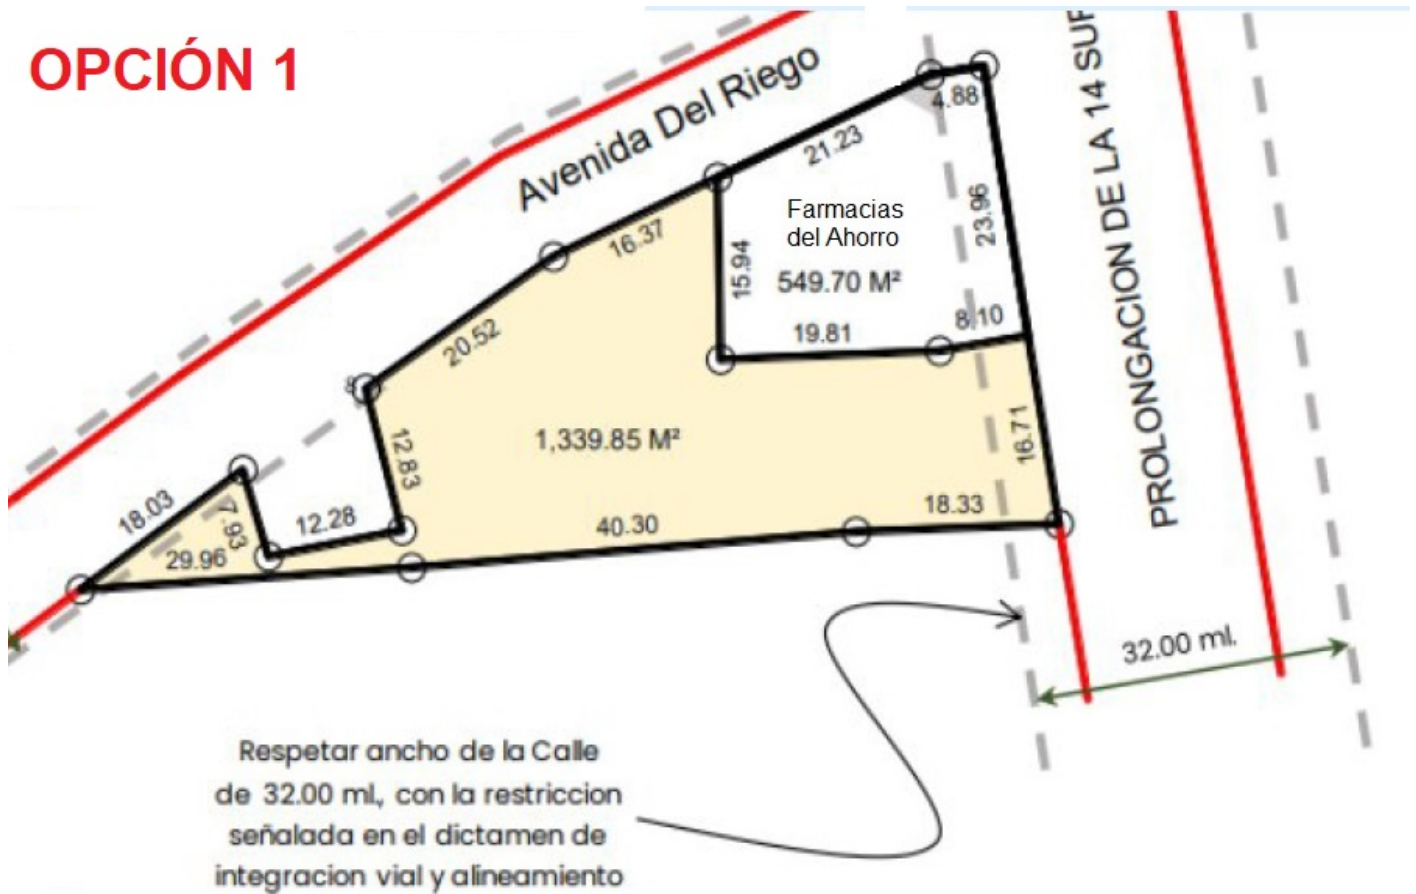 OPCIÓN 1
Avenida Del Riego
4.88
21.23
PROLONGACION DE LA 14
Farmacias
del Ahorro
23.96
16.37
15.94
549.70 M²
8.10
19.81
20.52
1,339.85 M²
12.83
16.71
18.03
7.93
12.28
40.30
18.33
29.96
32.00 ml.
Respetar ancho de la Calle
de 32.00 ml., con la restriccion
señalada en el dictamen de
integracion vial y alineamiento